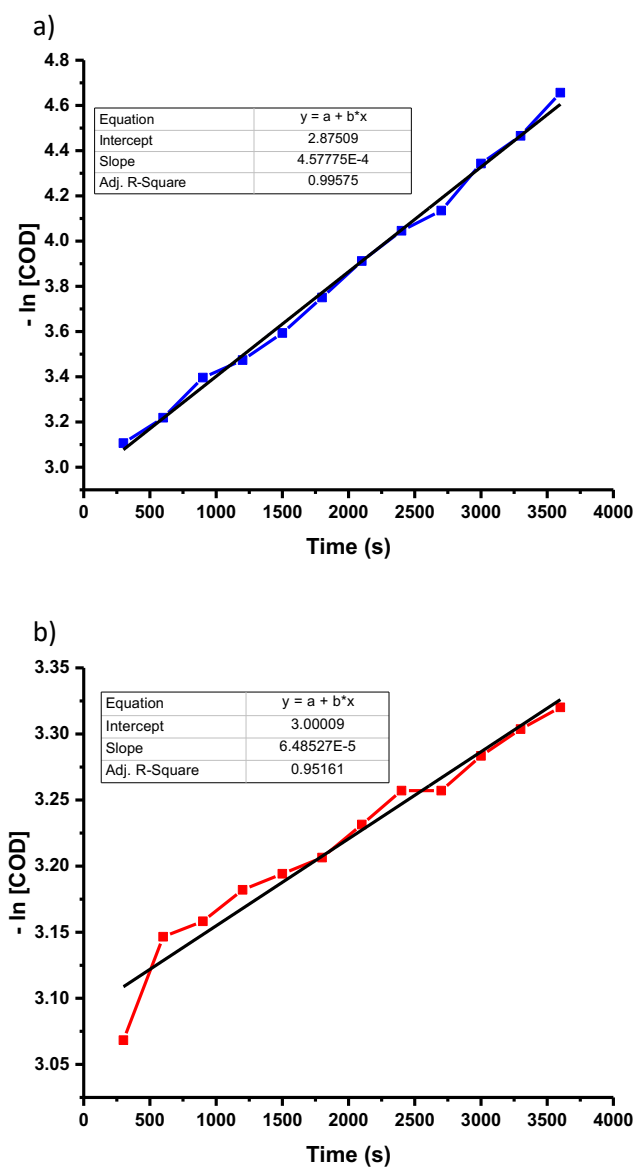 a)
4.8
4.6
4.4
4.2
4.0
3.8
3.6
3.4
3.2
3.0
- ln [COD]
Equation y = a + b*x
Intercept 2.87509
Slope 4.57775E-4
Adj. R-Square 0.99575
0 500 1000 1500 2000 2500 3000 3500 4000
Time (s)
b)
3.35
3.30
3.25
3.20
3.15
3.10
3.05
- ln [COD]
Equation y = a + b*x
Intercept 3.00009
Slope 6.48527E-5
Adj. R-Square 0.95161
0 500 1000 1500 2000 2500 3000 3500 4000
Time (s)